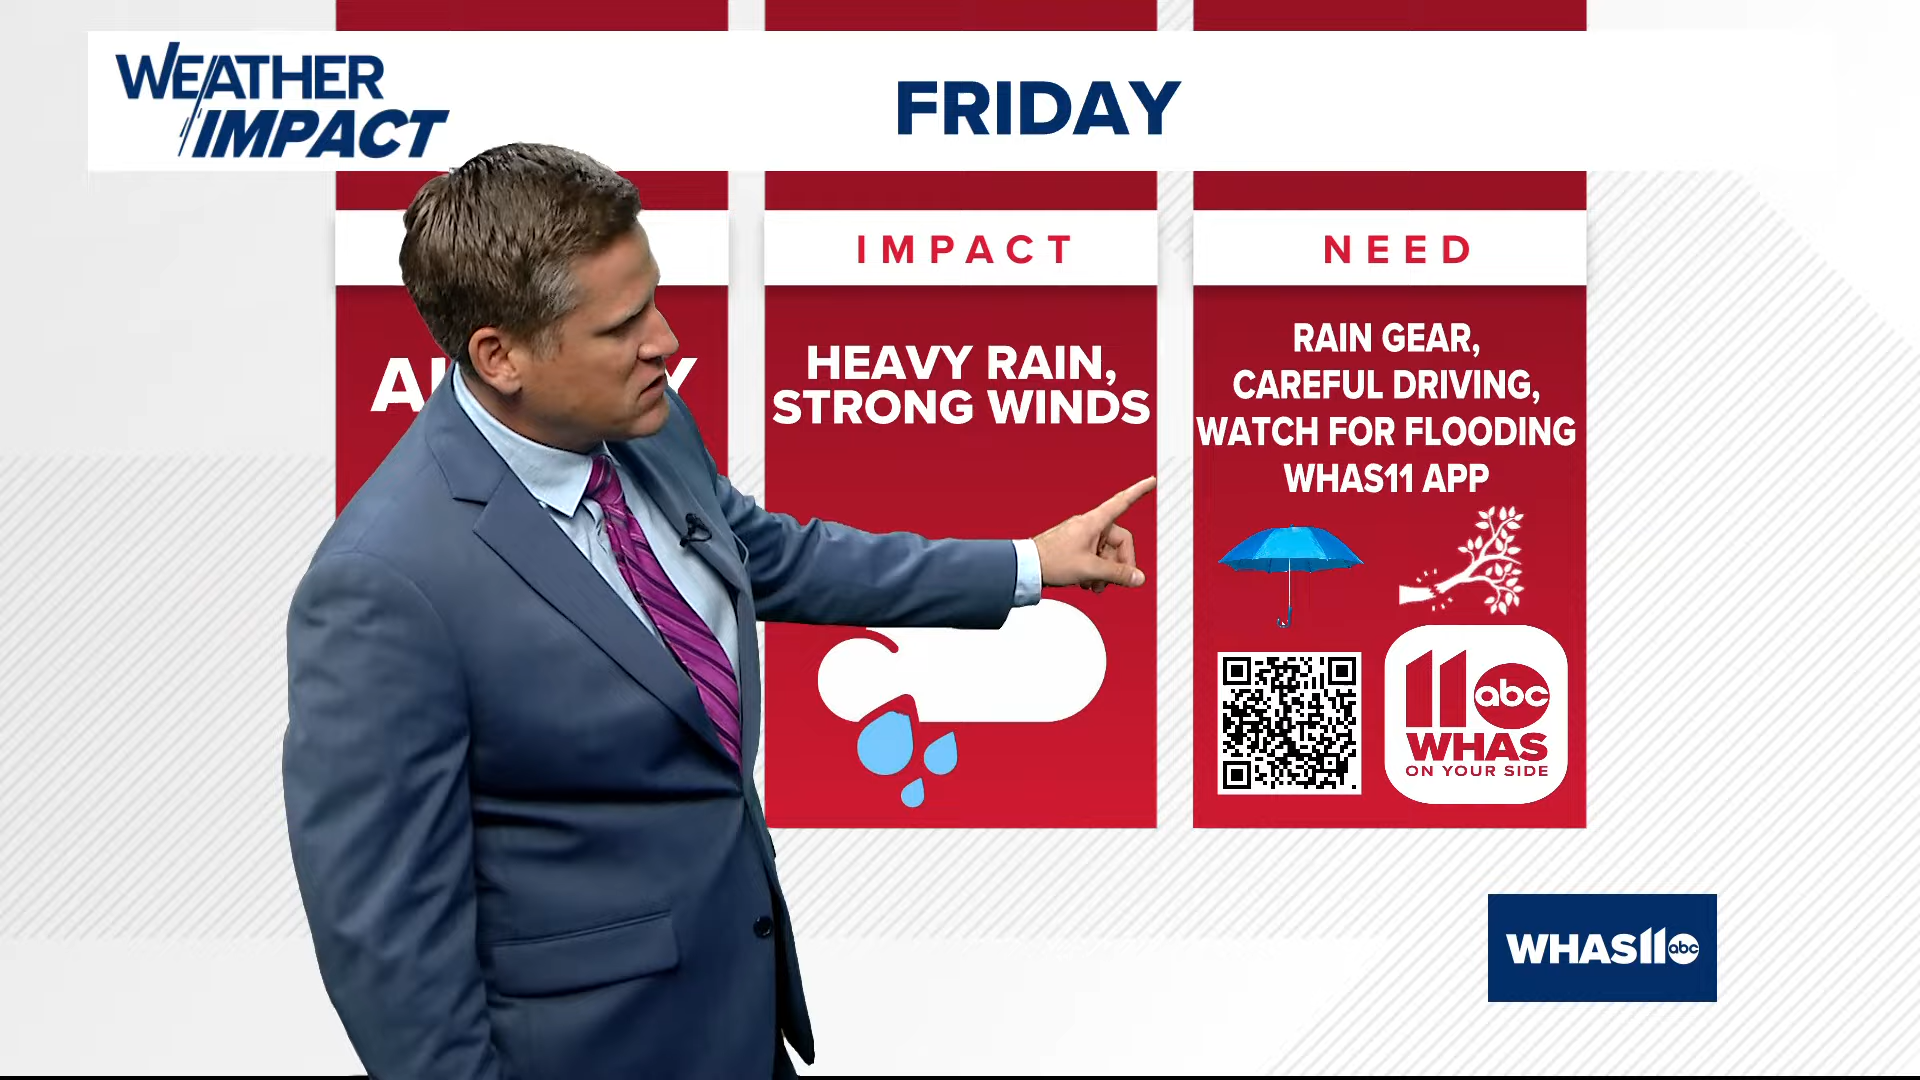 WEATHER
IMPACT
FRIDAY
IMPACT
HEAVY RAIN,
STRONG WINDS
NEED
RAIN GEAR,
CAREFUL DRIVING,
WATCH FOR FLOODING
WHAS11 APP
11 abc
WHAS
ON YOUR SIDE
WHAS11 abc